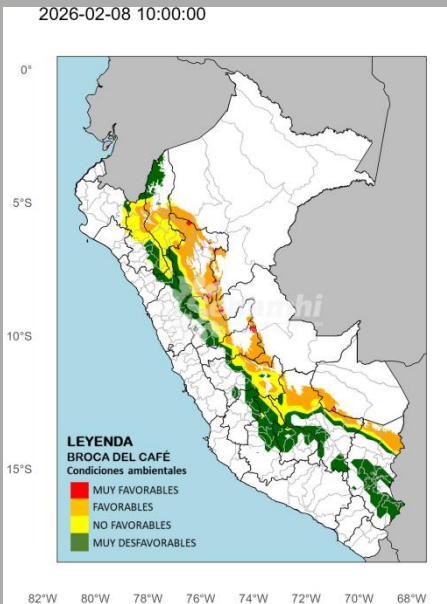 2026-02-08 10:00:00
0°
5°S
10°S
15°S
senamhi
LEYENDA
BROCA DEL CAFÉ
Condiciones ambientales
MUY FAVORABLES
FAVORABLES
NO FAVORABLES
MUY DESFAVORABLES
82°W 80°W 78°W 76°W 74°W 72°W 70°W 68°W